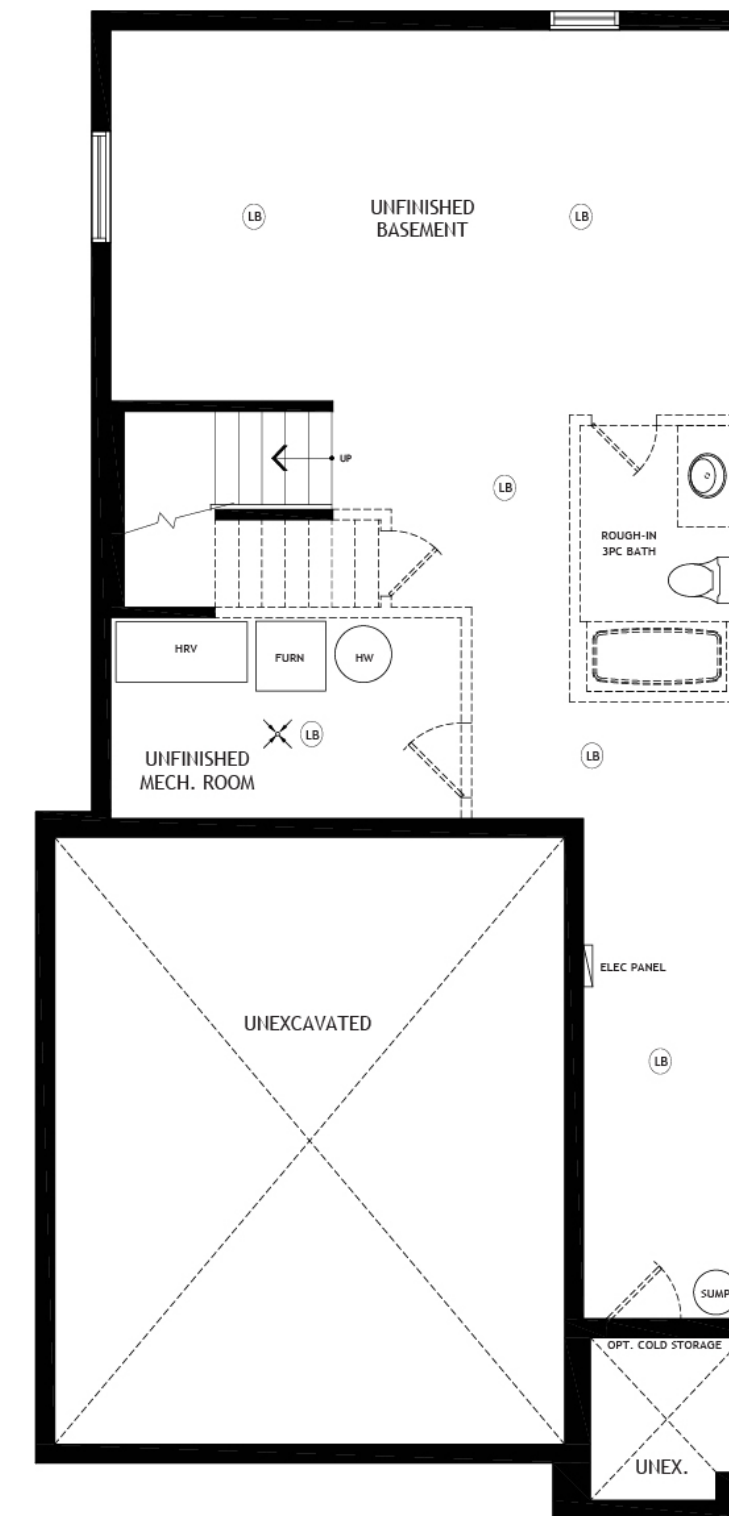 UNFINISHED
BASEMENT
LB
LB
UP
LB
ROUGH-IN
3PC BATH
HRV
FURN
HW
LB
UNFINISHED
MECH. ROOM
LB
ELEC PANEL
UNEXCAVATED
LB
SUMP
OPT. COLD STORAGE
UNEX.